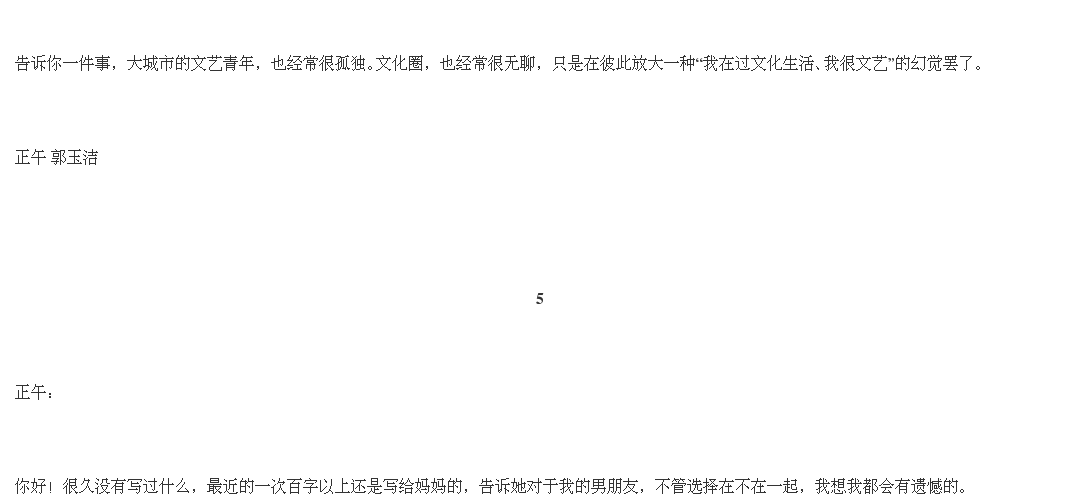 告诉你一件事，大城市的文艺青年，也经常很孤独。文化圈，也经常很无聊，只是在彼此放大一种“我在过文化生活、我很文艺”的幻觉罢了。
正午 郭玉洁
5
正午：
你好！很久没有写过什么，最近的一次百字以上还是写给妈妈的，告诉她对于我的男朋友，不管选择在不在一起，我想我都会有遗憾的。